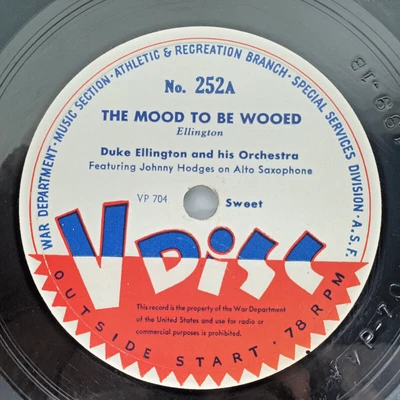 WAR DEPARTMENT · MUSIC SECTION · ATHLETIC & RECREATION BRANCH · SPECIAL SERVICES DIVISION · A.S.F.
No. 252A
THE MOOD TO BE WOOED
Ellington
Duke Ellington and his Orchestra
Featuring Johnny Hodges on Alto Saxophone
VP 704
Sweet
V DISC
This record is the property of the War Department
of the United States and use for radio or
commercial purposes is prohibited.
OUTSIDE START · 78 RPM